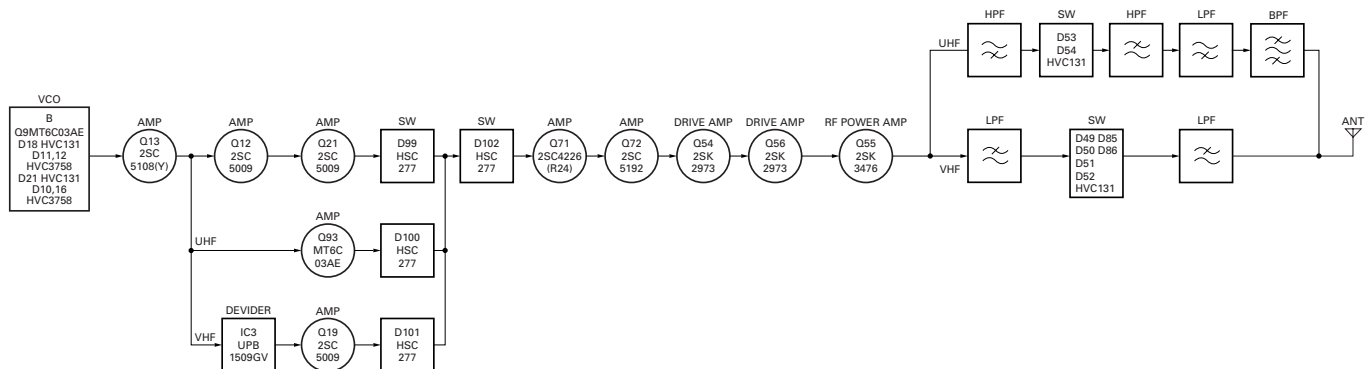 VCO
B
Q9MT6C03AE
D18 HVC131
D11,12
HVC3758
D21 HVC131
D10,16
HVC3758
AMP
Q13
2SC
5108(Y)
AMP
Q12
2SC
5009
AMP
Q21
2SC
5009
SW
D99
HSC
277
SW
D102
HSC
277
AMP
Q71
2SC4226
(R24)
AMP
Q72
2SC
5192
DRIVE AMP
Q54
2SK
2973
DRIVE AMP
Q56
2SK
2973
RF POWER AMP
Q55
2SK
3476
UHF
HPF
SW
D53
D54
HVC131
HPF
LPF
BPF
VHF
LPF
SW
D49 D85
D50 D86
D51
D52
HVC131
LPF
ANT
UHF
AMP
Q93
MT6C
03AE
D100
HSC
277
VHF
DEVIDER
IC3
UPB
1509GV
AMP
Q19
2SC
5009
D101
HSC
277